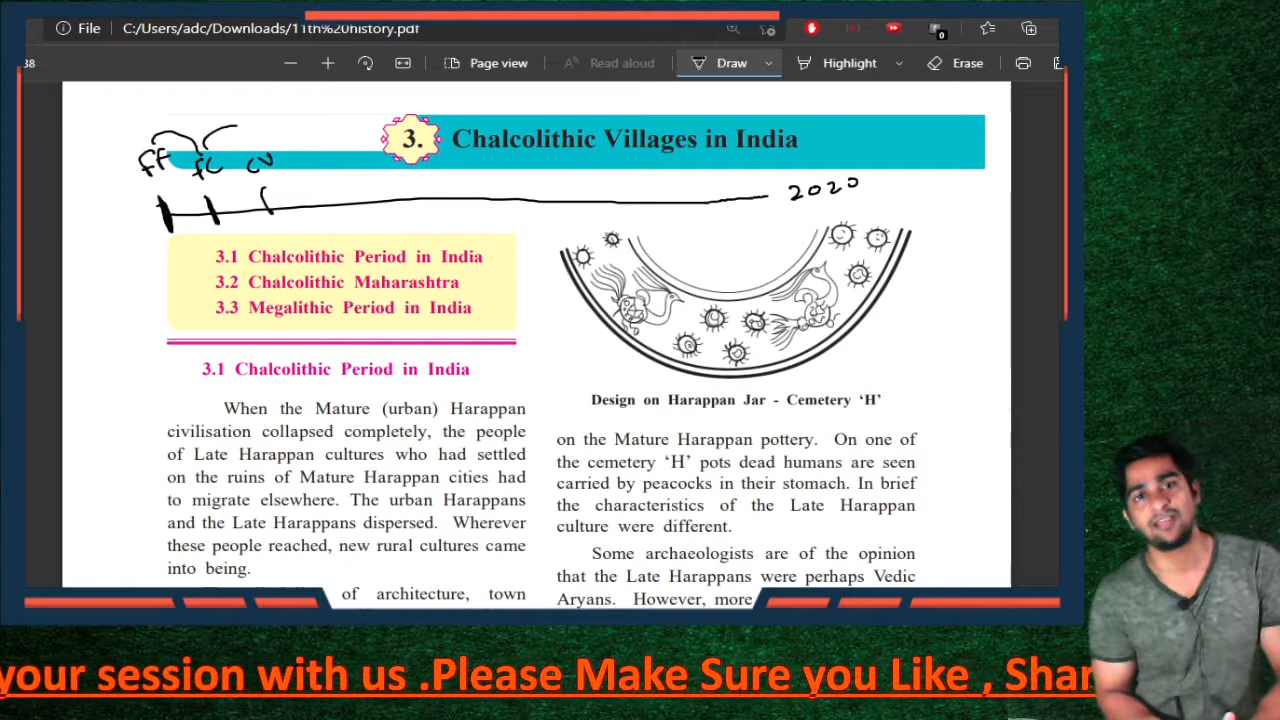 File C:/Users/adc/Downloads/11th%20history.pdf
0
38
Page view
Read aloud
Draw
Highlight
Erase
3. Chalcolithic Villages in India
FF FC CV
2020
3.1 Chalcolithic Period in India
3.2 Chalcolithic Maharashtra
3.3 Megalithic Period in India
3.1 Chalcolithic Period in India
When the Mature (urban) Harappan
civilisation collapsed completely, the people
of Late Harappan cultures who had settled
on the ruins of Mature Harappan cities had
to migrate elsewhere. The urban Harappans
and the Late Harappans dispersed. Wherever
these people reached, new rural cultures came
into being.
of architecture, town
Design on Harappan Jar - Cemetery ‘H’
on the Mature Harappan pottery. On one of
the cemetery ‘H’ pots dead humans are seen
carried by peacocks in their stomach. In brief
the characteristics of the Late Harappan
culture were different.
Some archaeologists are of the opinion
that the Late Harappans were perhaps Vedic
Aryans. However, more
your session with us .Please Make Sure you Like , Shar